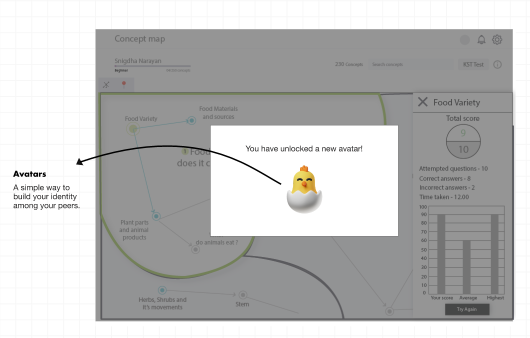 Concept map
Snigdha Narayan
Beginner
Search concept
KST Test
Food Variety
Food Materials
and sources
Food
does it c
Plant parts
and animal
products
do animals eat ?
Herbs, Shrubs and
it's movements
Stem
You have unlocked a new avatar!
Avatars
A simple way to
build your identity
among your peers.
Food Variety
Total score
9
10
Attempted questions - 10
Correct answers - 8
Incorrect answers - 2
Time taken - 12:09
100
90
80
70
60
50
40
30
20
10
0
Your score Average Highest
Try Again